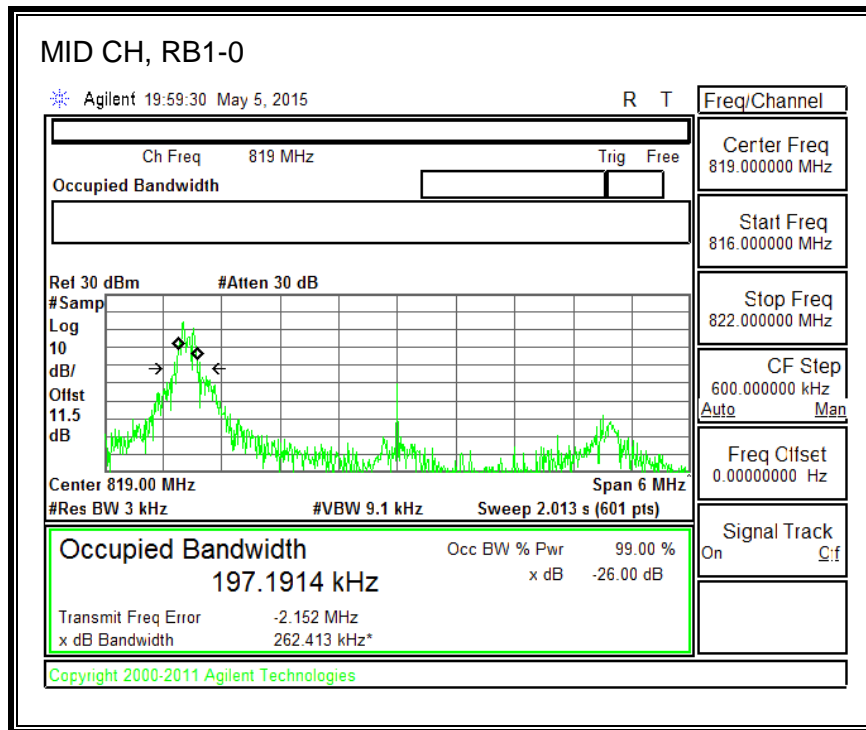 MID CH, RB1-0
Agilent 19:59:30 May 5, 2015 R T
Freq/Channel
Ch Freq 819 MHz Trig Free
Occupied Bandwidth
Center Freq
819.000000 MHz
Start Freq
816.000000 MHz
Stop Freq
822.000000 MHz
CF Step
600.000000 kHz
Auto Man
Freq Offset
0.00000000 Hz
Signal Track
On Off
Ref 30 dBm #Atten 30 dB
#Samp
Log
10
dB/
Offst
11.5
dB
Center 819.00 MHz Span 6 MHz
#Res BW 3 kHz #VBW 9.1 kHz Sweep 2.013 s (601 pts)
Occupied Bandwidth Occ BW % Pwr 99.00 %
197.1914 kHz x dB -26.00 dB
Transmit Freq Error -2.152 MHz
x dB Bandwidth 262.413 kHz*
Copyright 2000-2011 Agilent Technologies